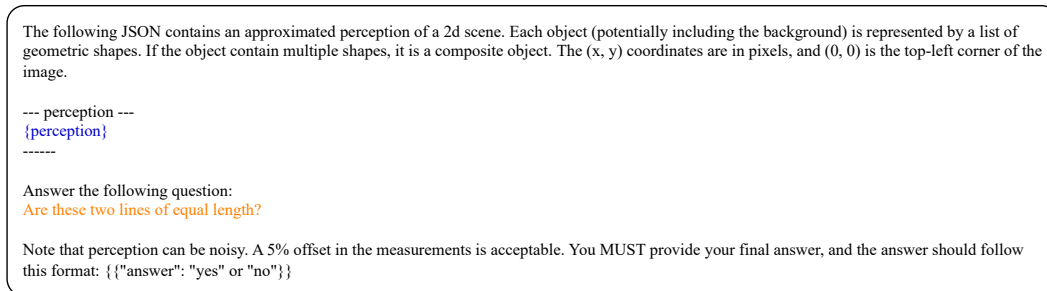 The following JSON contains an approximated perception of a 2d scene. Each object (potentially including the background) is represented by a list of
geometric shapes. If the object contain multiple shapes, it is a composite object. The (x, y) coordinates are in pixels, and (0, 0) is the top-left corner of the
image.
--- perception ---
{perception}
------
Answer the following question:
Are these two lines of equal length?
Note that perception can be noisy. A 5% offset in the measurements is acceptable. You MUST provide your final answer, and the answer should follow
this format: {{"answer": "yes" or "no"}}